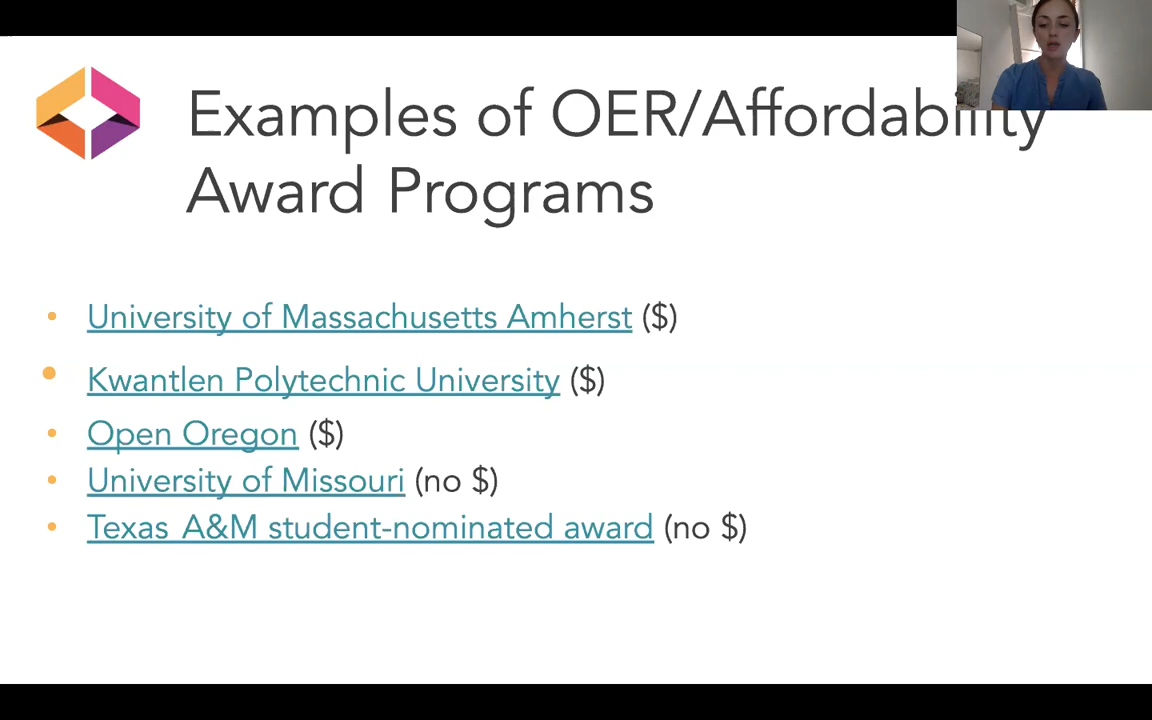 Examples of OER/Affordability
Award Programs
• University of Massachusetts Amherst ($)
• Kwantlen Polytechnic University ($)
• Open Oregon ($)
• University of Missouri (no $)
• Texas A&M student-nominated award (no $)